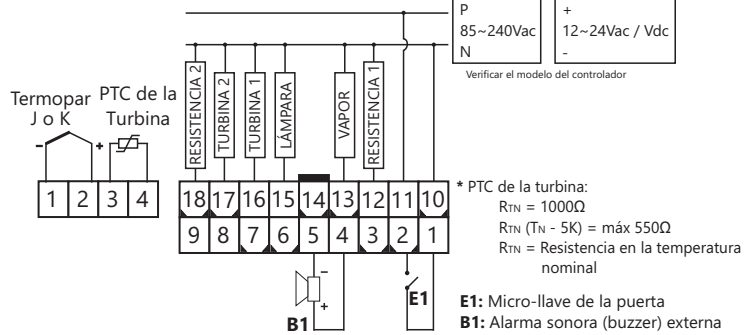 P
85~240Vac
N
+
12~24Vac / Vdc
-
Verificar el modelo del controlador
RESISTENCIA 2
TURBINA 2
TURBINA 1
LÁMPARA
VAPOR
RESISTENCIA 1
Termopar
J o K
PTC de la
Turbina
- +
1 2 3 4
18 17 16 15 14 13 12 11 10
9 8 7 6 5 4 3 2 1
* PTC de la turbina:
RTN = 1000Ω
RTN (TN - 5K) = máx 550Ω
RTN = Resistencia en la temperatura
nominal
-
+
B1
E1
E1: Micro-llave de la puerta
B1: Alarma sonora (buzzer) externa